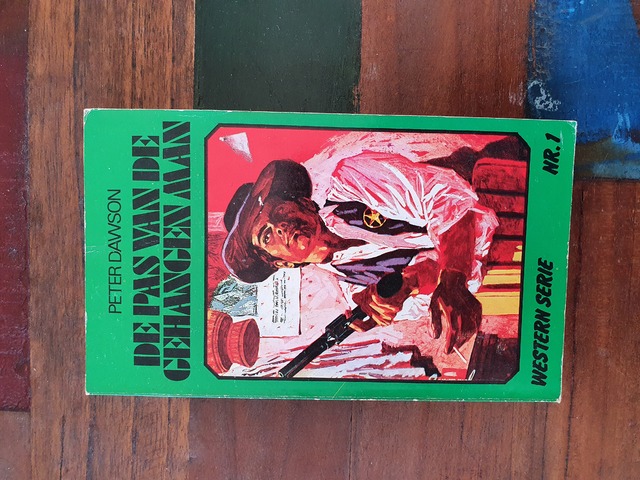 PETER DAWSON
DE PAS VAN DE
GEHANGEN MAN
WESTERN SERIE
NR. 1